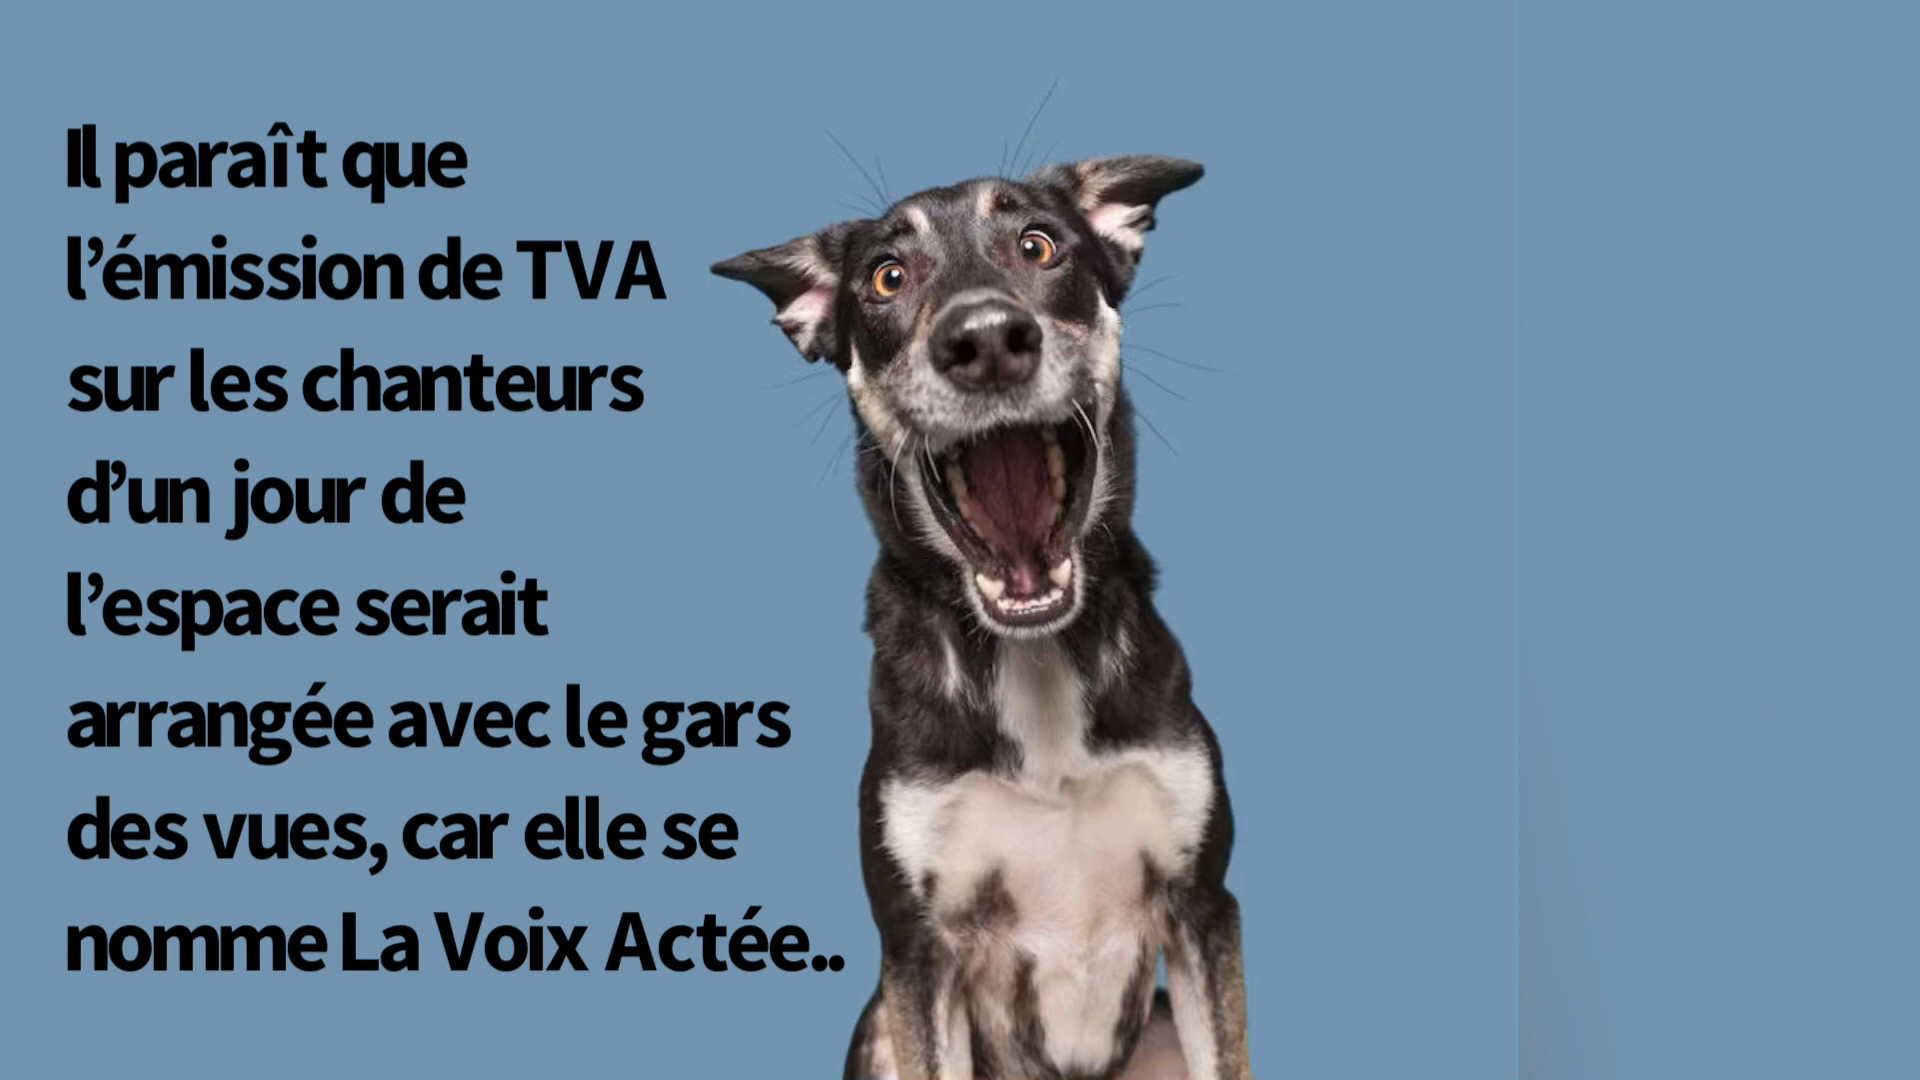 Il paraît que
l’émission de TVA
sur les chanteurs
d’un jour de
l’espace serait
arrangée avec le gars
des vues, car elle se
nomme La Voix Actée..